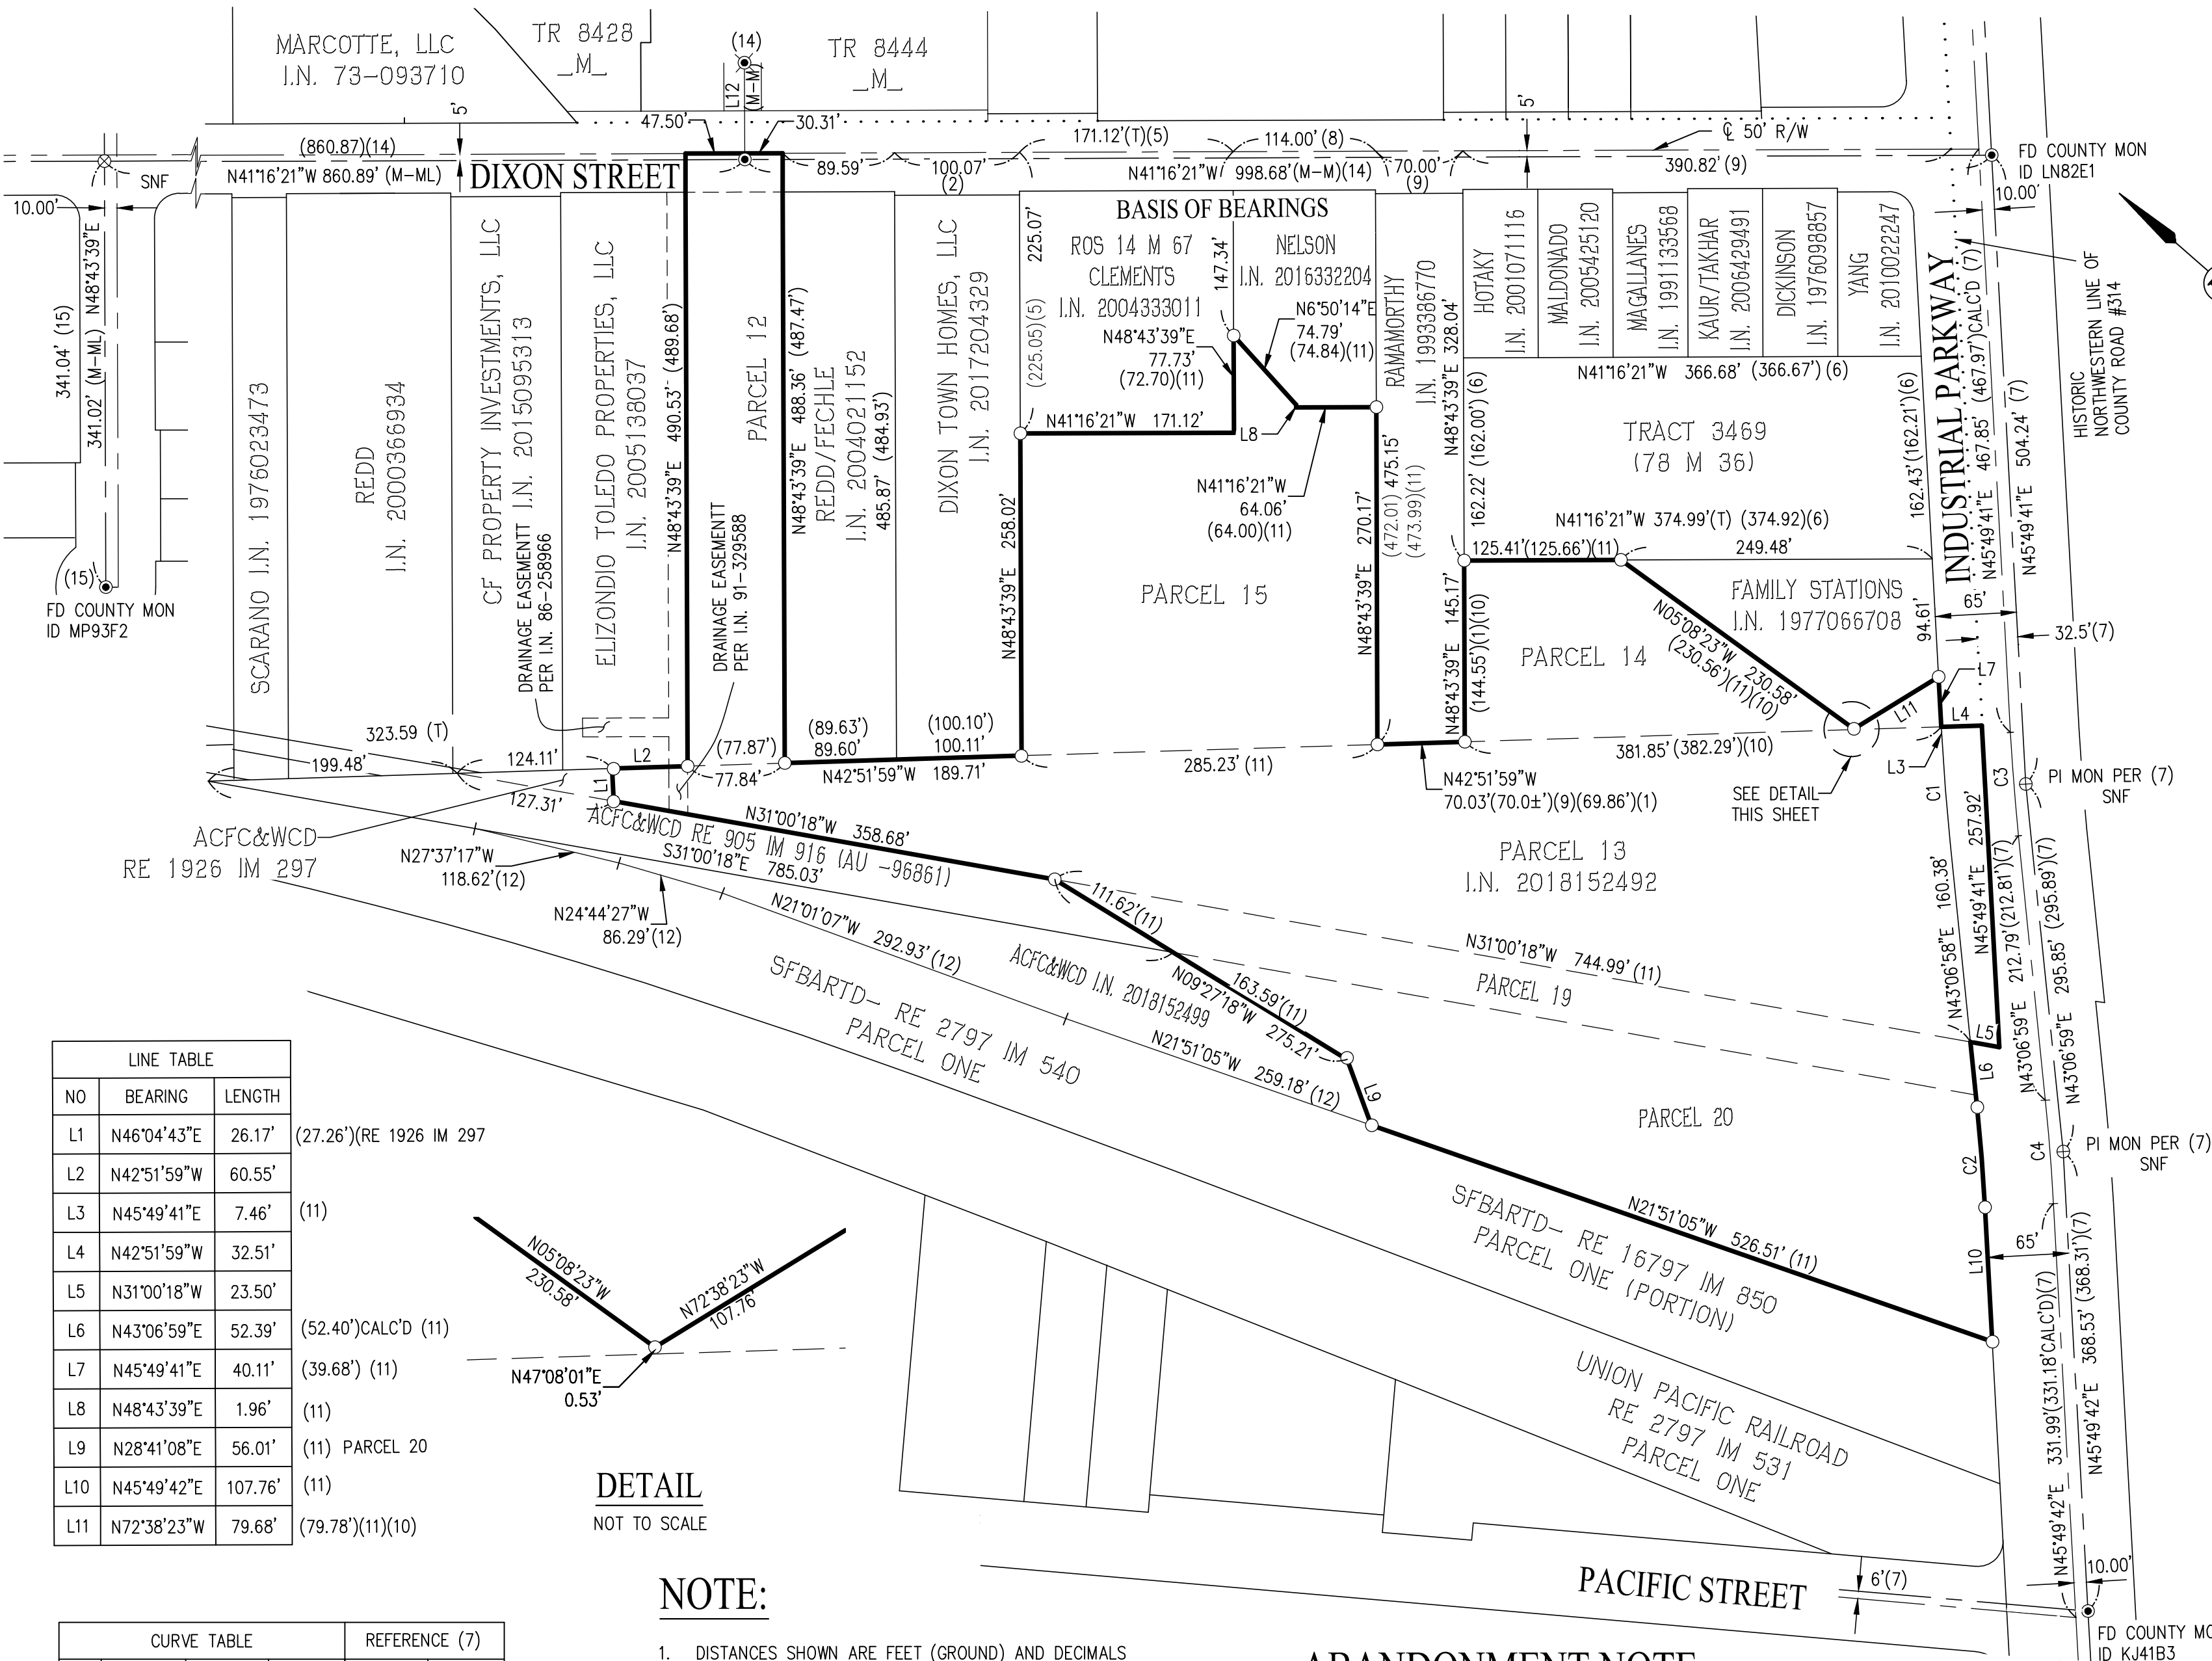 MARCOTTE, LLC
I.N. 73-093710
TR 8428
_M_
(14)
L12
(M-M)
TR 8444
_M_
5'
47.50'
30.31'
171.12'(T)(5)
114.00' (8)
5'
℄ 50' R/W
(860.87)(14)
N41°16'21"W 860.89' (M-ML)
DIXON STREET
89.59'
100.07'
(2)
N41°16'21"W 998.68'(M-M)(14)
70.00'
(9)
390.82' (9)
FD COUNTY MON
ID LN82E1
SNF
10.00'
10.00'
341.04' (15)
341.02' (M-ML) N48°43'39"E
(15)
FD COUNTY MON
ID MP93F2
SCARANO I.N. 1976023473
REDD
I.N. 2000366934
CF PROPERTY INVESTMENTS, LLC
I.N. 2015095313
DRAINAGE EASEMENTT
PER I.N. 86-258966
ELIZONDIO TOLEDO PROPERTIES, LLC
I.N. 2005138037
N48°43'39"E 490.53' (489.68')
DRAINAGE EASEMENTT
PER I.N. 91-329588
PARCEL 12
N48°43'39"E 488.36' (487.47')
REDD/FECHLE
I.N. 2004021152
485.87' (484.93')
DIXON TOWN HOMES, LLC
I.N. 2017204329
225.07'
(225.05)(5)
N48°43'39"E 258.02'
BASIS OF BEARINGS
ROS 14 M 67
CLEMENTS
I.N. 2004333011
147.34'
NELSON
I.N. 2016332204
N6°50'14"E
74.79'
(74.84)(11)
N48°43'39"E
77.73'
(72.70)(11)
N41°16'21"W 171.12'
L8
N41°16'21"W
64.06'
(64.00)(11)
PARCEL 15
N48°43'39"E 270.17'
(472.01) 475.15'
(473.99)(11)
RAMAMORTHY
I.N. 1993386770
N48°43'39"E 328.04'
HOTAKY
I.N. 2001071116
MALDONADO
I.N. 2005425120
MAGALLANES
I.N. 1991133568
KAUR/TAKHAR
I.N. 2006429491
DICKINSON
I.N. 1976098857
YANG
I.N. 2010022247
N41°16'21"W 366.68' (366.67') (6)
162.22' (162.00') (6)
TRACT 3469
(78 M 36)
162.43'(162.21')(6)
N41°16'21"W 374.99'(T) (374.92)(6)
125.41'(125.66')(11)
249.48'
N48°43'39"E 145.17'
(144.55')(1)(10)
PARCEL 14
N05°08'23"W 230.58'
(230.56')(11)(10)
FAMILY STATIONS
I.N. 1977066708
94.61'
INDUSTRIAL PARKWAY
N45°49'41"E 467.85' (467.97')CALC'D (7)
N45°49'41"E 504.24' (7)
HISTORIC
NORTHWESTERN LINE OF
COUNTY ROAD #314
65'
32.5'(7)
L7
L11
L4
L3
381.85' (382.29')(10)
SEE DETAIL
THIS SHEET
C1
C3
PI MON PER (7)
SNF
323.59 (T)
199.48'
124.11'
127.31'
L1
L2
(77.87')
77.84'
(89.63')
89.60'
(100.10')
100.11'
N42°51'59"W 189.71'
285.23' (11)
N42°51'59"W
70.03'(70.0±')(9)(69.86')(1)
ACFC&WCD
RE 1926 IM 297
N31°00'18"W 358.68'
ACFC&WCD RE 905 IM 916 (AU -96861)
S31°00'18"E 785.03'
N27°37'17"W
118.62'(12)
N24°44'27"W
86.29'(12)
N21°01'07"W 292.93' (12)
111.62'(11)
163.59'(11)
N09°27'18"W 275.21'
ACFC&WCD I.N. 2018152499
N21°51'05"W 259.18' (12)
L9
PARCEL 13
I.N. 2018152492
N31°00'18"W 744.99' (11)
PARCEL 19
PARCEL 20
N43°06'58"E 160.38'
N45°49'41"E 257.92'
N43°06'59"E 212.79'(212.81')(7)
N43°06'59"E 295.85' (295.89')(7)
L5
L6
C2
C4
PI MON PER (7)
SNF
L10
65'
SFBARTD- RE 2797 IM 540
PARCEL ONE
N21°51'05"W 526.51' (11)
SFBARTD- RE 16797 IM 850
PARCEL ONE (PORTION)
UNION PACIFIC RAILROAD
RE 2797 IM 531
PARCEL ONE
N45°49'42"E 331.99'(331.18'CALC'D)(7)
N45°49'42"E 368.53' (368.31')(7)
10.00'
PACIFIC STREET
6'(7)
FD COUNTY MO
ID KJ41B3
LINE TABLE
NO BEARING LENGTH
L1 N46°04'43"E 26.17' (27.26')(RE 1926 IM 297
L2 N42°51'59"W 60.55'
L3 N45°49'41"E 7.46' (11)
L4 N42°51'59"W 32.51'
L5 N31°00'18"W 23.50'
L6 N43°06'59"E 52.39' (52.40')CALC'D (11)
L7 N45°49'41"E 40.11' (39.68') (11)
L8 N48°43'39"E 1.96' (11)
L9 N28°41'08"E 56.01' (11) PARCEL 20
L10 N45°49'42"E 107.76' (11)
L11 N72°38'23"W 79.68' (79.78')(11)(10)
N05°08'23"W
230.58'
N72°38'23"W
107.76'
N47°08'01"E
0.53'
DETAIL
NOT TO SCALE
CURVE TABLE REFERENCE (7)
NOTE:
1. DISTANCES SHOWN ARE FEET (GROUND) AND DECIMALS
ABANDONMENT NOTE